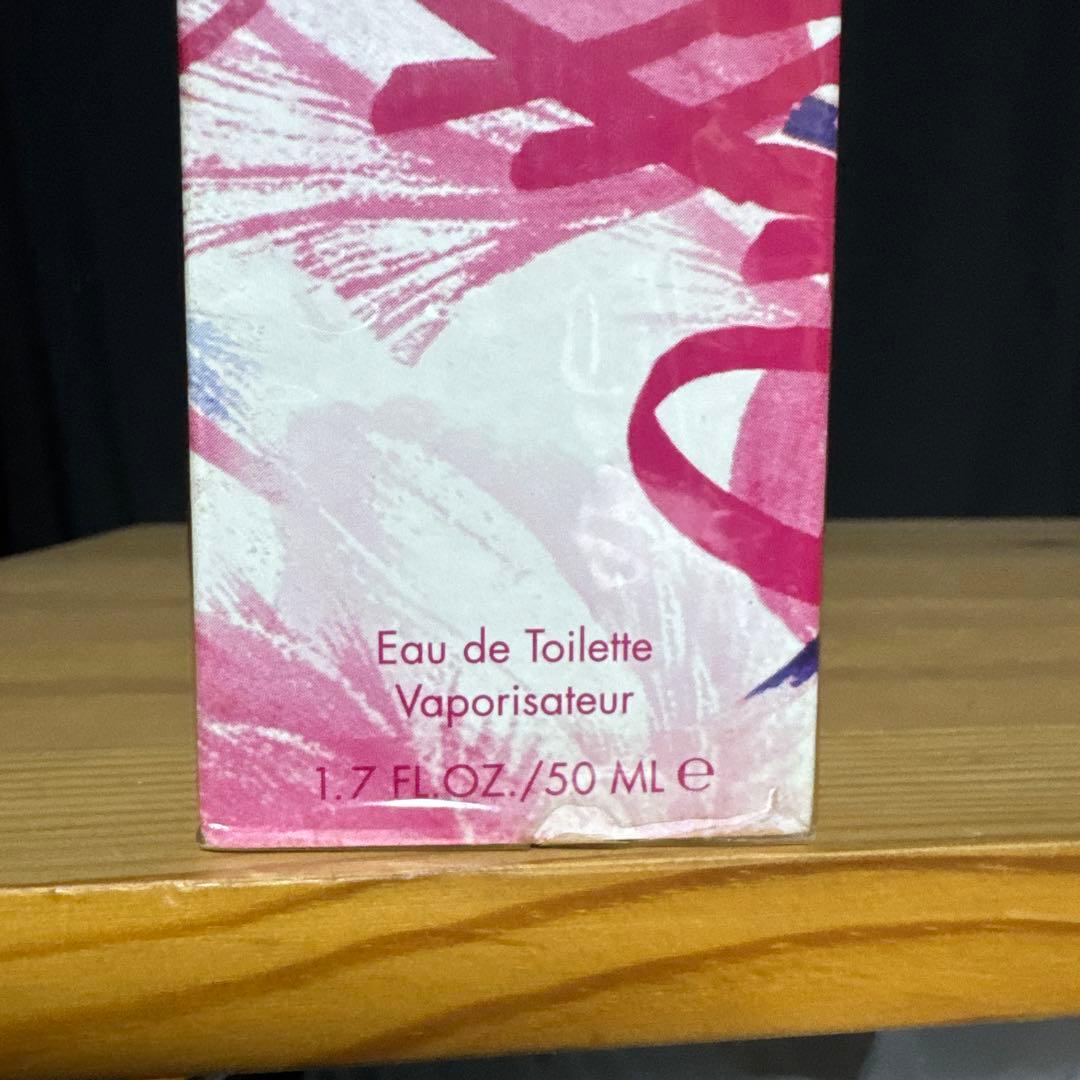 Eau de Toilette
Vaporisateur
1.7 FL.OZ./50 ML ℮